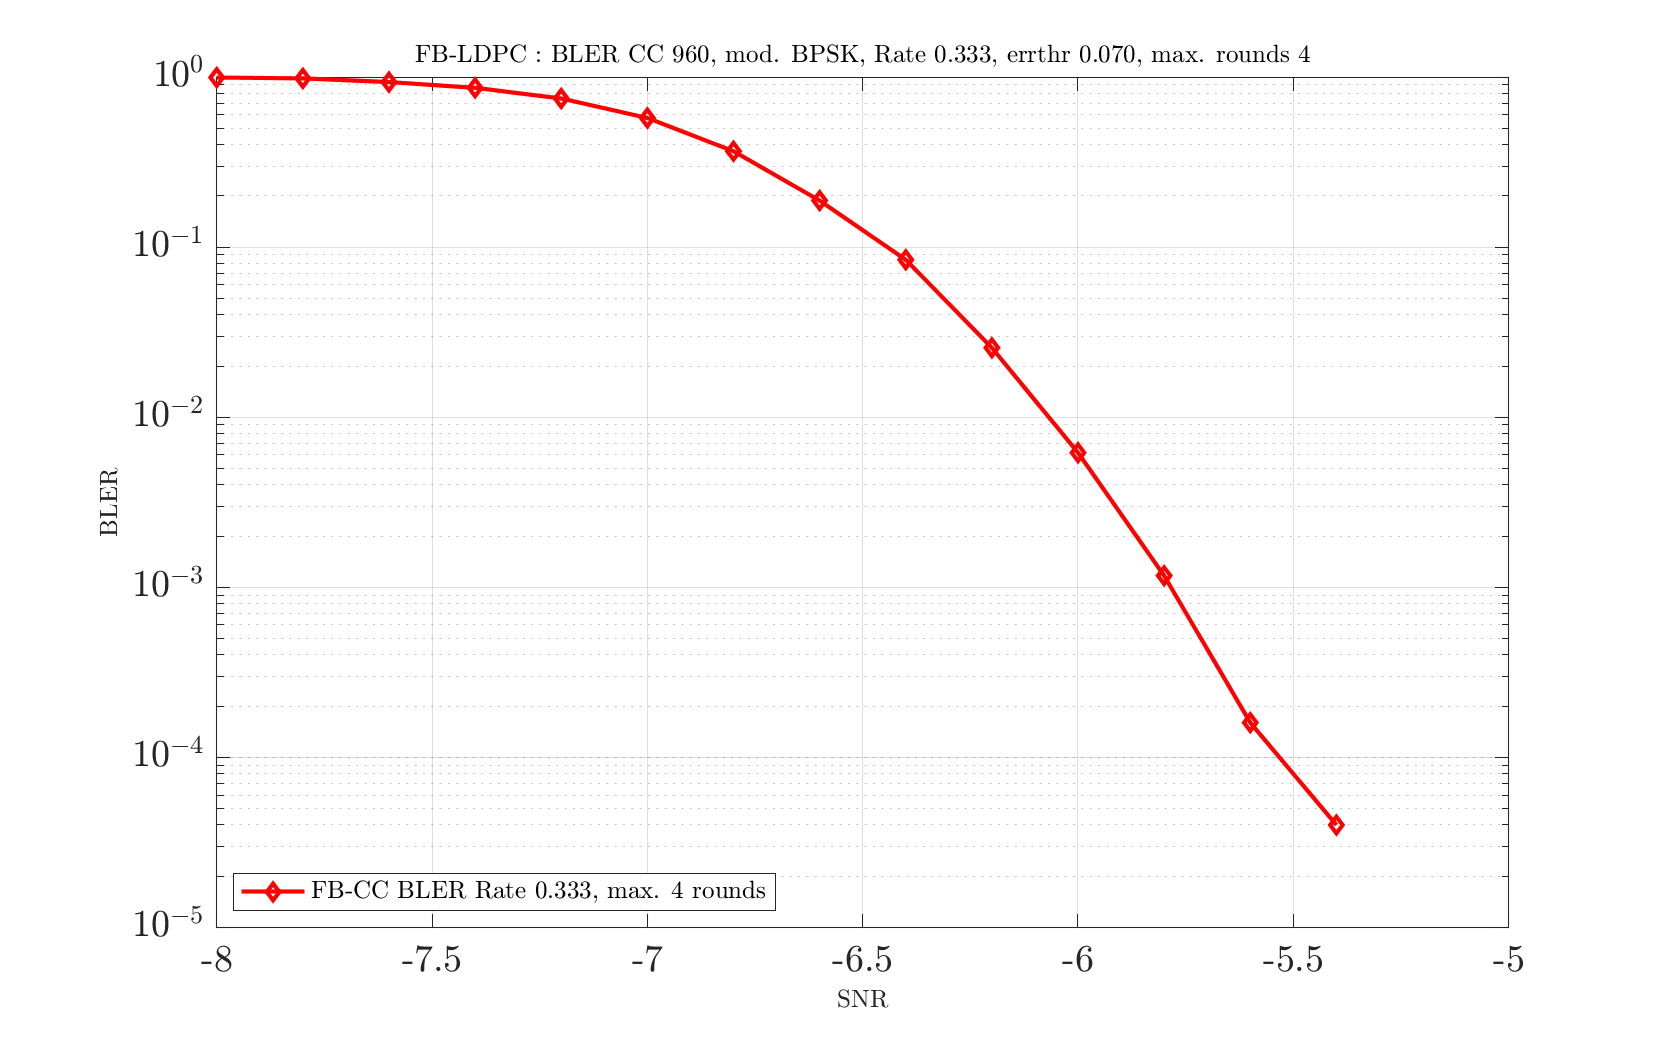 FB-LDPC : BLER CC 960, mod. BPSK, Rate 0.333, errthr 0.070, max. rounds 4
10^0
10^-1
10^-2
10^-3
10^-4
10^-5
BLER
FB-CC BLER Rate 0.333, max. 4 rounds
-8 -7.5 -7 -6.5 -6 -5.5 -5
SNR